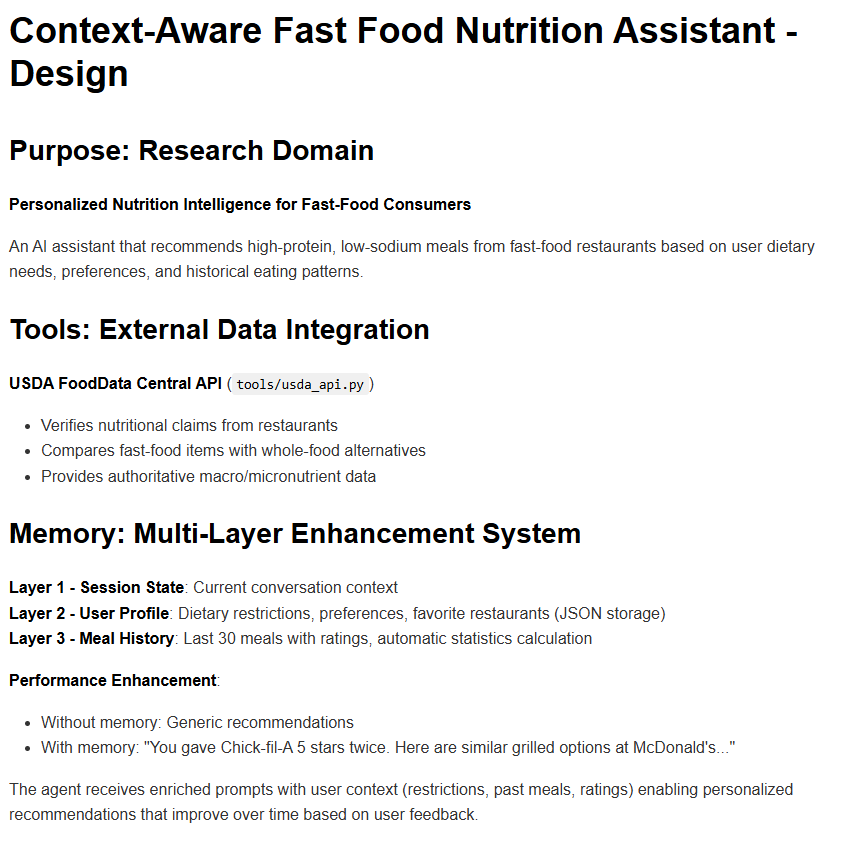 Context-Aware Fast Food Nutrition Assistant -
Design
Purpose: Research Domain
Personalized Nutrition Intelligence for Fast-Food Consumers
An AI assistant that recommends high-protein, low-sodium meals from fast-food restaurants based on user dietary
needs, preferences, and historical eating patterns.
Tools: External Data Integration
USDA FoodData Central API (tools/usda_api.py)
• Verifies nutritional claims from restaurants
• Compares fast-food items with whole-food alternatives
• Provides authoritative macro/micronutrient data
Memory: Multi-Layer Enhancement System
Layer 1 - Session State: Current conversation context
Layer 2 - User Profile: Dietary restrictions, preferences, favorite restaurants (JSON storage)
Layer 3 - Meal History: Last 30 meals with ratings, automatic statistics calculation
Performance Enhancement:
• Without memory: Generic recommendations
• With memory: "You gave Chick-fil-A 5 stars twice. Here are similar grilled options at McDonald's..."
The agent receives enriched prompts with user context (restrictions, past meals, ratings) enabling personalized
recommendations that improve over time based on user feedback.